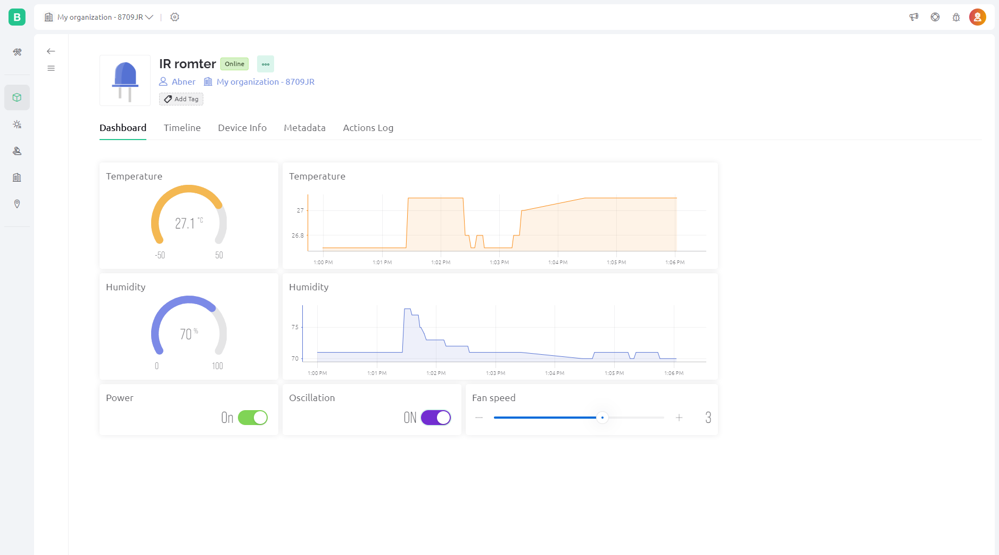 B
My organization - 8709JR
IR romter
Online
Abner
My organization - 8709JR
Add Tag
Dashboard
Timeline
Device Info
Metadata
Actions Log
Temperature
27.1 °C
-50
50
Temperature
27
26.8
1:00 PM
1:01 PM
1:02 PM
1:03 PM
1:04 PM
1:05 PM
1:06 PM
Humidity
70 %
0
100
Humidity
75
70
1:00 PM
1:01 PM
1:02 PM
1:03 PM
1:04 PM
1:05 PM
1:06 PM
Power
On
Oscillation
ON
Fan speed
3